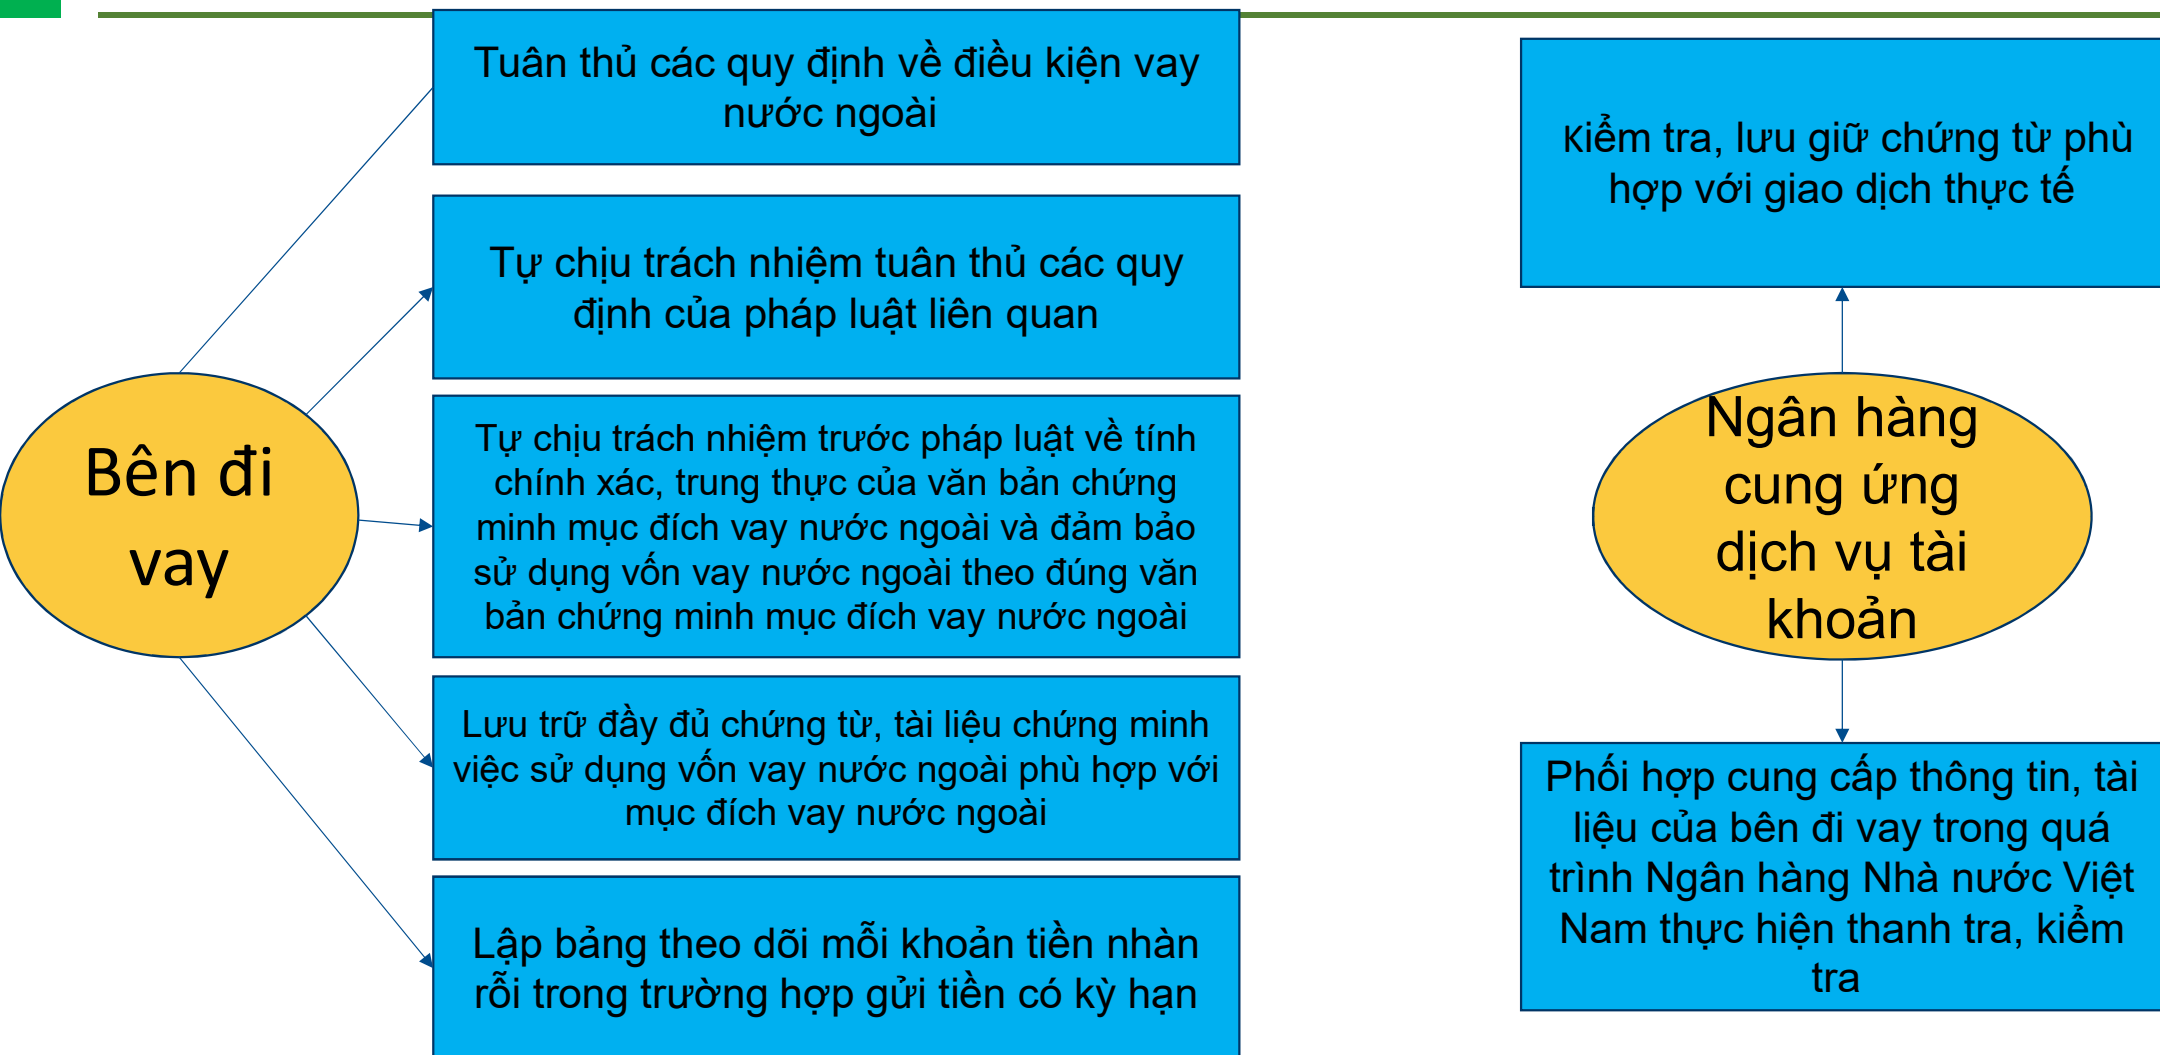 Bên đi
vay
Tuân thủ các quy định về điều kiện vay
nước ngoài
Tự chịu trách nhiệm tuân thủ các quy
định của pháp luật liên quan
Tự chịu trách nhiệm trước pháp luật về tính
chính xác, trung thực của văn bản chứng
minh mục đích vay nước ngoài và đảm bảo
sử dụng vốn vay nước ngoài theo đúng văn
bản chứng minh mục đích vay nước ngoài
Lưu trữ đầy đủ chứng từ, tài liệu chứng minh
việc sử dụng vốn vay nước ngoài phù hợp với
mục đích vay nước ngoài
Lập bảng theo dõi mỗi khoản tiền nhàn
rỗi trong trường hợp gửi tiền có kỳ hạn
Kiểm tra, lưu giữ chứng từ phù
hợp với giao dịch thực tế
Ngân hàng
cung ứng
dịch vụ tài
khoản
Phối hợp cung cấp thông tin, tài
liệu của bên đi vay trong quá
trình Ngân hàng Nhà nước Việt
Nam thực hiện thanh tra, kiểm
tra